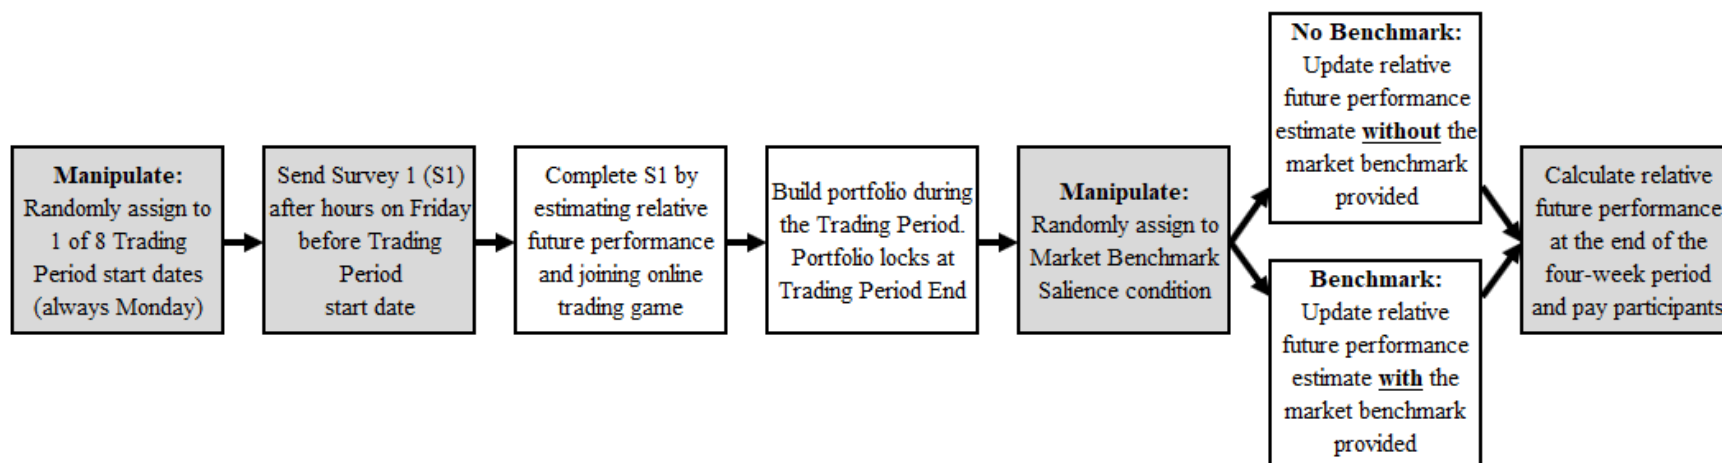 Manipulate:
Randomly assign to
1 of 8 Trading
Period start dates
(always Monday)
Send Survey 1 (S1)
after hours on Friday
before Trading
Period
start date
Complete S1 by
estimating relative
future performance
and joining online
trading game
Build portfolio during
the Trading Period.
Portfolio locks at
Trading Period End
Manipulate:
Randomly assign to
Market Benchmark
Salience condition
No Benchmark:
Update relative
future performance
estimate without the
market benchmark
provided
Benchmark:
Update relative
future performance
estimate with the
market benchmark
provided
Calculate relative
future performance
at the end of the
four-week period
and pay participants